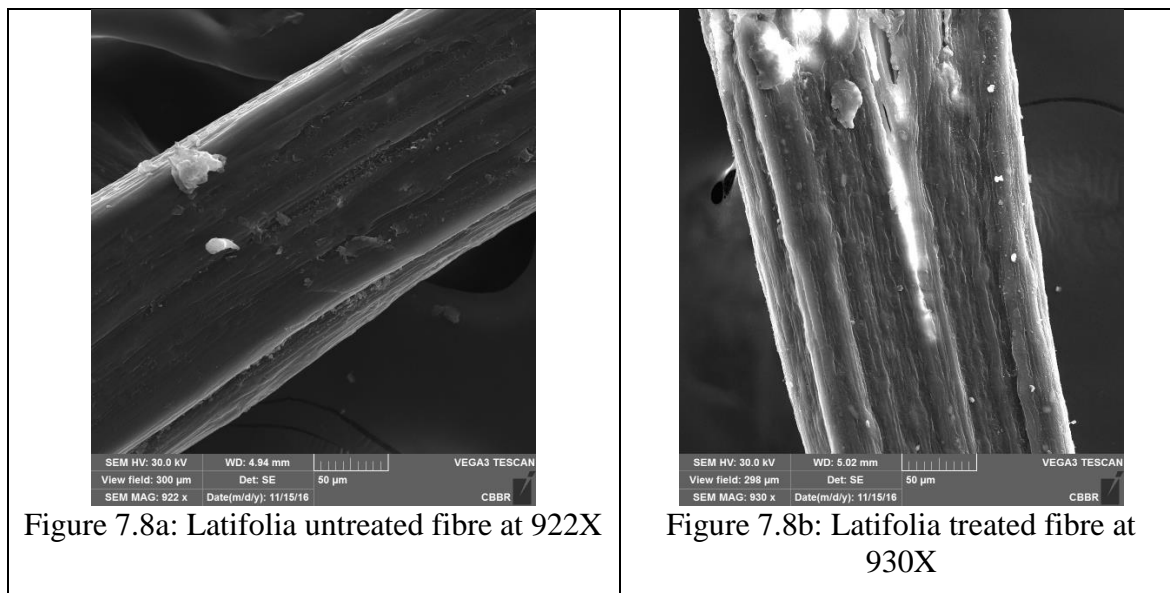 SEM HV: 30.0 kV WD: 4.94 mm VEGA3 TESCAN
View field: 300 µm Det: SE 50 µm
SEM MAG: 922 x Date(m/d/y): 11/15/16 CBBR
Figure 7.8a: Latifolia untreated fibre at 922X
SEM HV: 30.0 kV WD: 5.02 mm VEGA3 TESCAN
View field: 298 µm Det: SE 50 µm
SEM MAG: 930 x Date(m/d/y): 11/15/16 CBBR
Figure 7.8b: Latifolia treated fibre at
930X